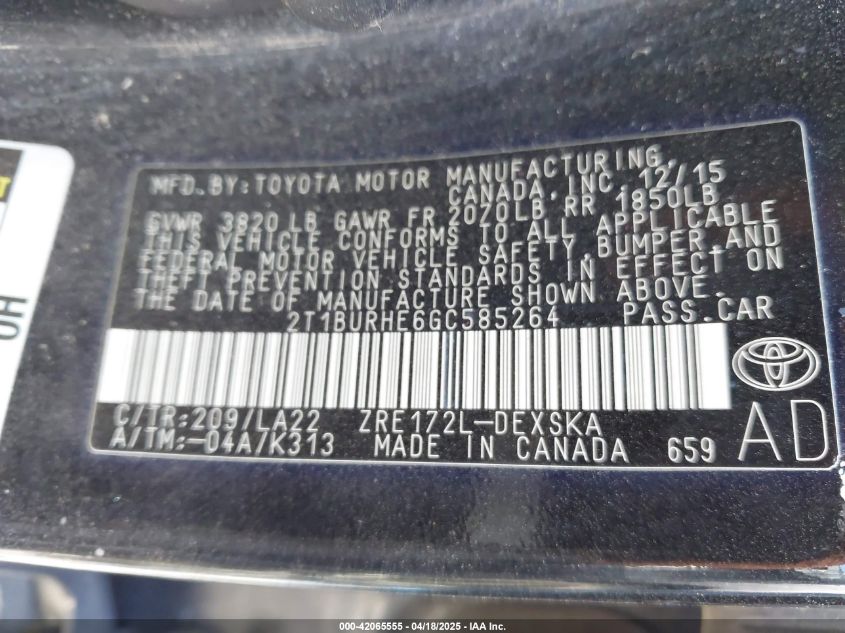 MFD. BY: TOYOTA MOTOR MANUFACTURING,
CANADA, INC. 12/15
GVWR 3820 LB GAWR FR 2070LB RR 1850LB
THIS VEHICLE CONFORMS TO ALL APPLICABLE
FEDERAL MOTOR VEHICLE SAFETY, BUMPER, AND
THEFT PREVENTION STANDARDS IN EFFECT ON
THE DATE OF MANUFACTURE SHOWN ABOVE.
2T1BURHE6GC585264 PASS.CAR
C/TR:209/LA22 ZRE172L-DEXSKA
A/TM:-04A/K313 MADE IN CANADA 659
AD
000-42065555 - 04/18/2025 - IAA Inc.